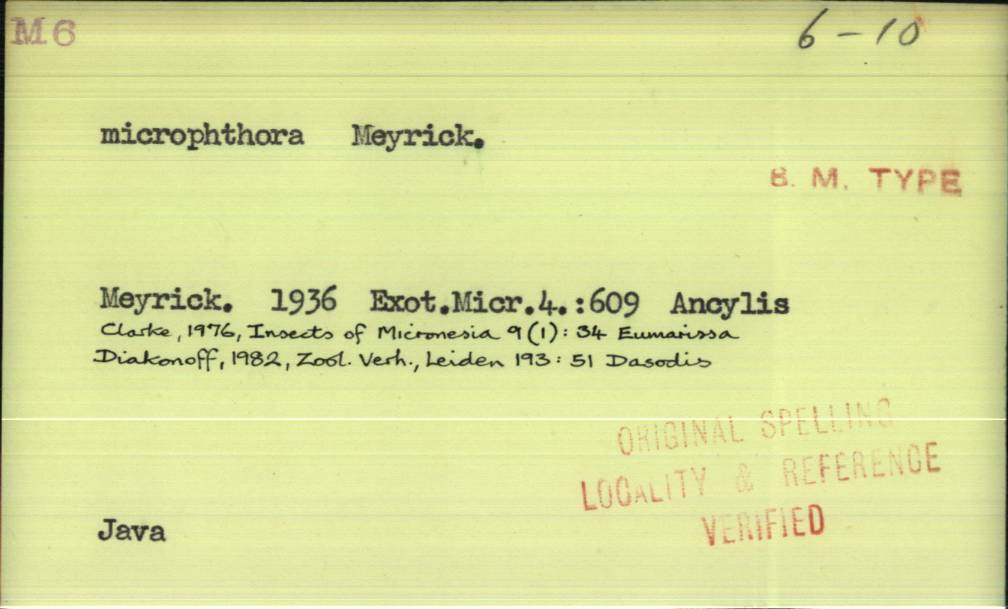 M6
6-10
microphthora Meyrick.
B. M. TYPE
Meyrick. 1936 Exot.Micr.4.:609 Ancylis
Clarke, 1976, Insects of Micronesia 9(1): 34 Eumarissa
Diakonoff, 1982, Zool. Verh., Leiden 193: 51 Dasodis
ORIGINAL SPELLING
LOCALITY & REFERENCE
VERIFIED
Java